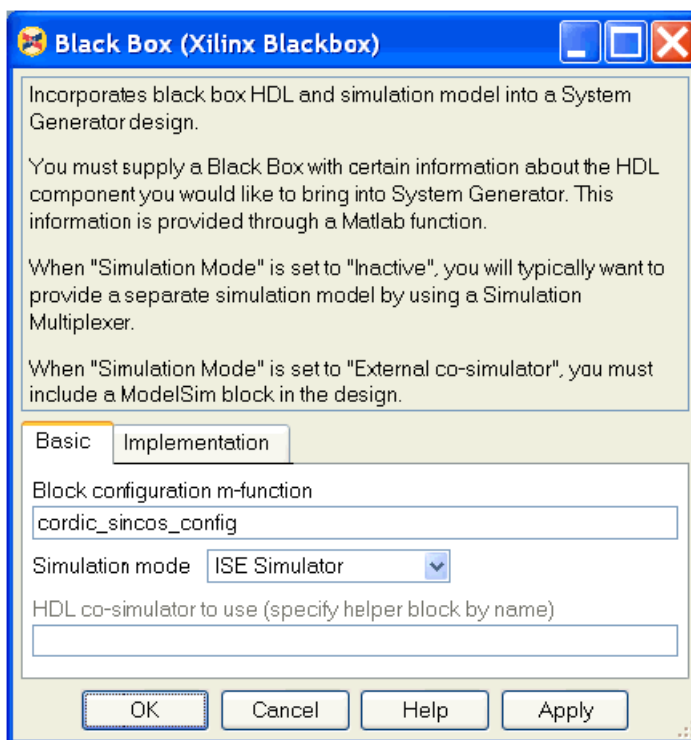 Black Box (Xilinx Blackbox)
Incorporates black box HDL and simulation model into a System
Generator design.
You must supply a Black Box with certain information about the HDL
component you would like to bring into System Generator. This
information is provided through a Matlab function.
When "Simulation Mode" is set to "Inactive", you will typically want to
provide a separate simulation model by using a Simulation
Multiplexer.
When "Simulation Mode" is set to "External co-simulator", you must
include a ModelSim block in the design.
Basic Implementation
Block configuration m-function
cordic_sincos_config
Simulation mode ISE Simulator
HDL co-simulator to use (specify helper block by name)
OK Cancel Help Apply